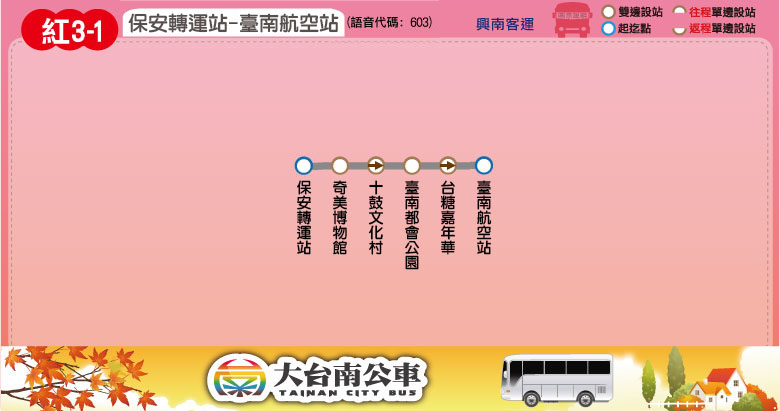 紅3-1
保安轉運站-臺南航空站 (語音代碼: 603)
興南客運
雙邊設站
起迄點
往程單邊設站
返程單邊設站
保安轉運站
奇美博物館
十鼓文化村
臺南都會公園
台糖嘉年華
臺南航空站
大台南公車
TAINAN CITY BUS